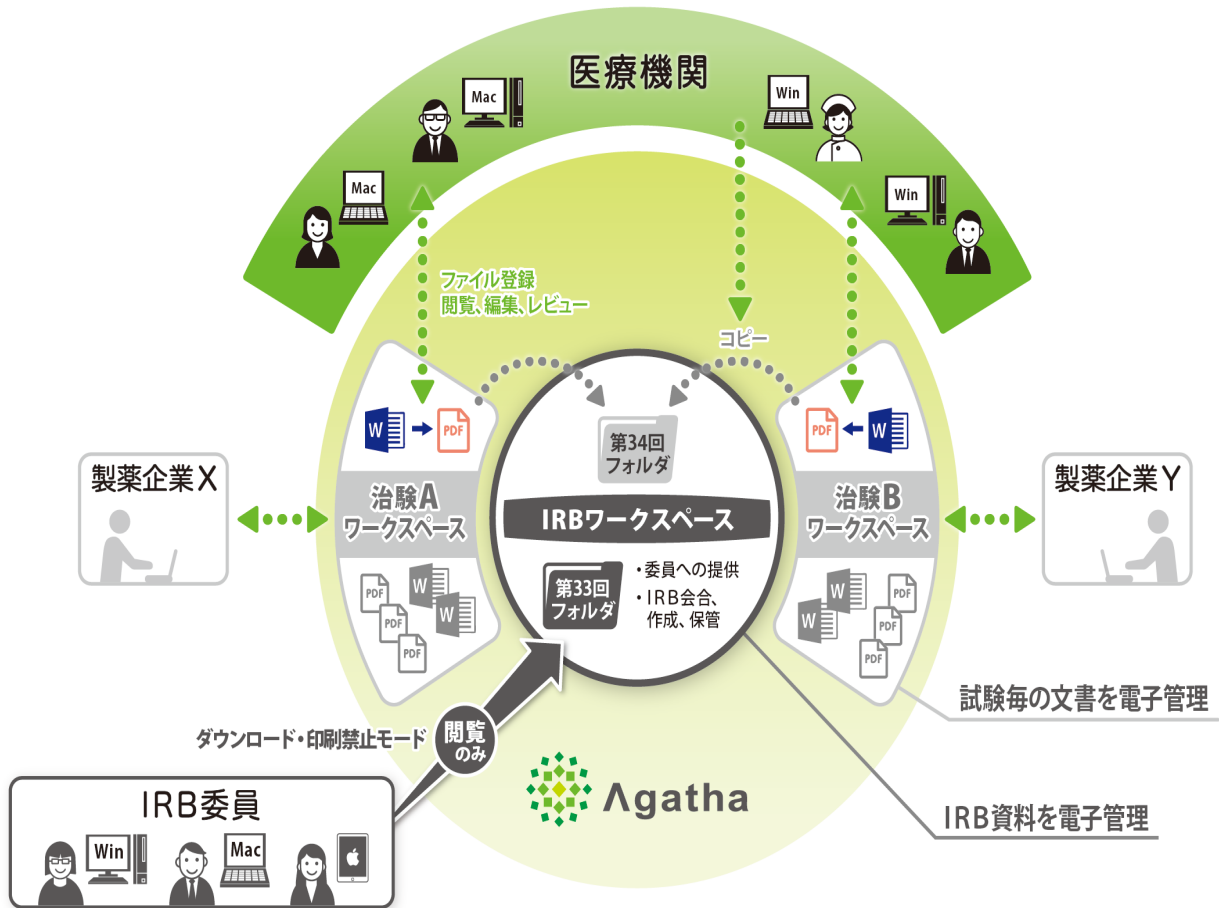 医療機関
Mac
Win
Mac
Win
ファイル登録
閲覧、編集、レビュー
コピー
W
PDF
PDF
W
第34回
フォルダ
製薬企業X
治験A
ワークスペース
IRBワークスペース
治験B
ワークスペース
製薬企業Y
第33回
フォルダ
・委員への提供
・IRB会合、
作成、保管
PDF
W
PDF
W
PDF
W
PDF
W
PDF
PDF
試験毎の文書を電子管理
ダウンロード・印刷禁止モード
閲覧
のみ
Agatha
IRB資料を電子管理
IRB委員
Win
Mac